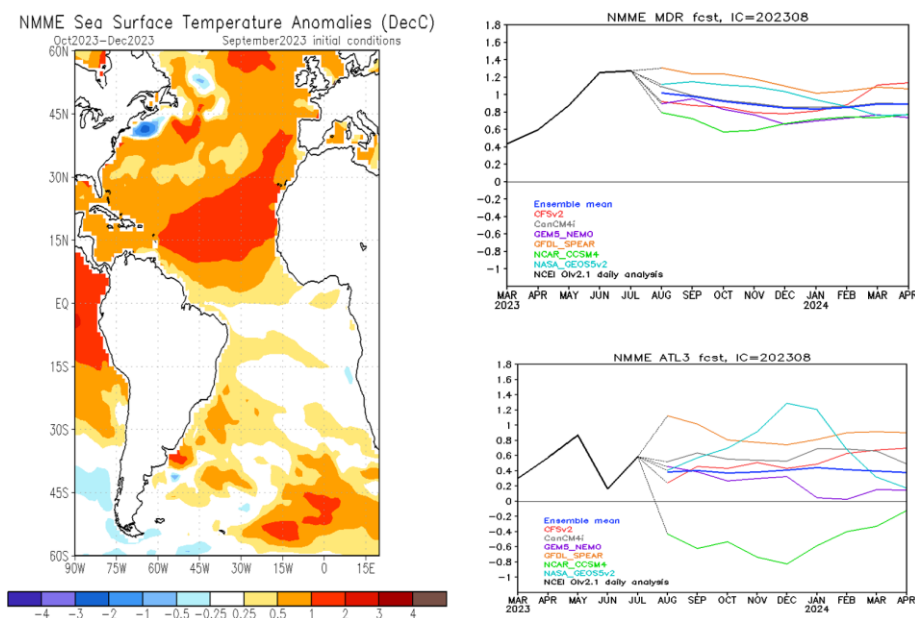 NMME Sea Surface Temperature Anomalies (DecC)
Oct2023–Dec2023 September2023 initial conditions
60N
45N
30N
15N
EQ
15S
30S
45S
60S
90W 75W 60W 45W 30W 15W 0 15E
-4 -3 -2 -1 -0.5 -0.25 0.25 0.5 1 2 3 4
NMME MDR fcst, IC=202308
1.8
1.6
1.4
1.2
1
0.8
0.6
0.4
0.2
0
-0.2
-0.4
-0.6
-0.8
-1
Ensemble mean
CFSv2
CanCM4i
GEM5_NEMO
GFDL_SPEAR
NCAR_CCSM4
NASA_GEOS5v2
NCEI OIv2.1 daily analysis
MAR APR MAY JUN JUL AUG SEP OCT NOV DEC JAN FEB MAR APR
2023 2024
NMME ATL3 fcst, IC=202308
1.8
1.6
1.4
1.2
1
0.8
0.6
0.4
0.2
0
-0.2
-0.4
-0.6
-0.8
-1
Ensemble mean
CFSv2
CanCM4i
GEM5_NEMO
GFDL_SPEAR
NCAR_CCSM4
NASA_GEOS5v2
NCEI OIv2.1 daily analysis
MAR APR MAY JUN JUL AUG SEP OCT NOV DEC JAN FEB MAR APR
2023 2024